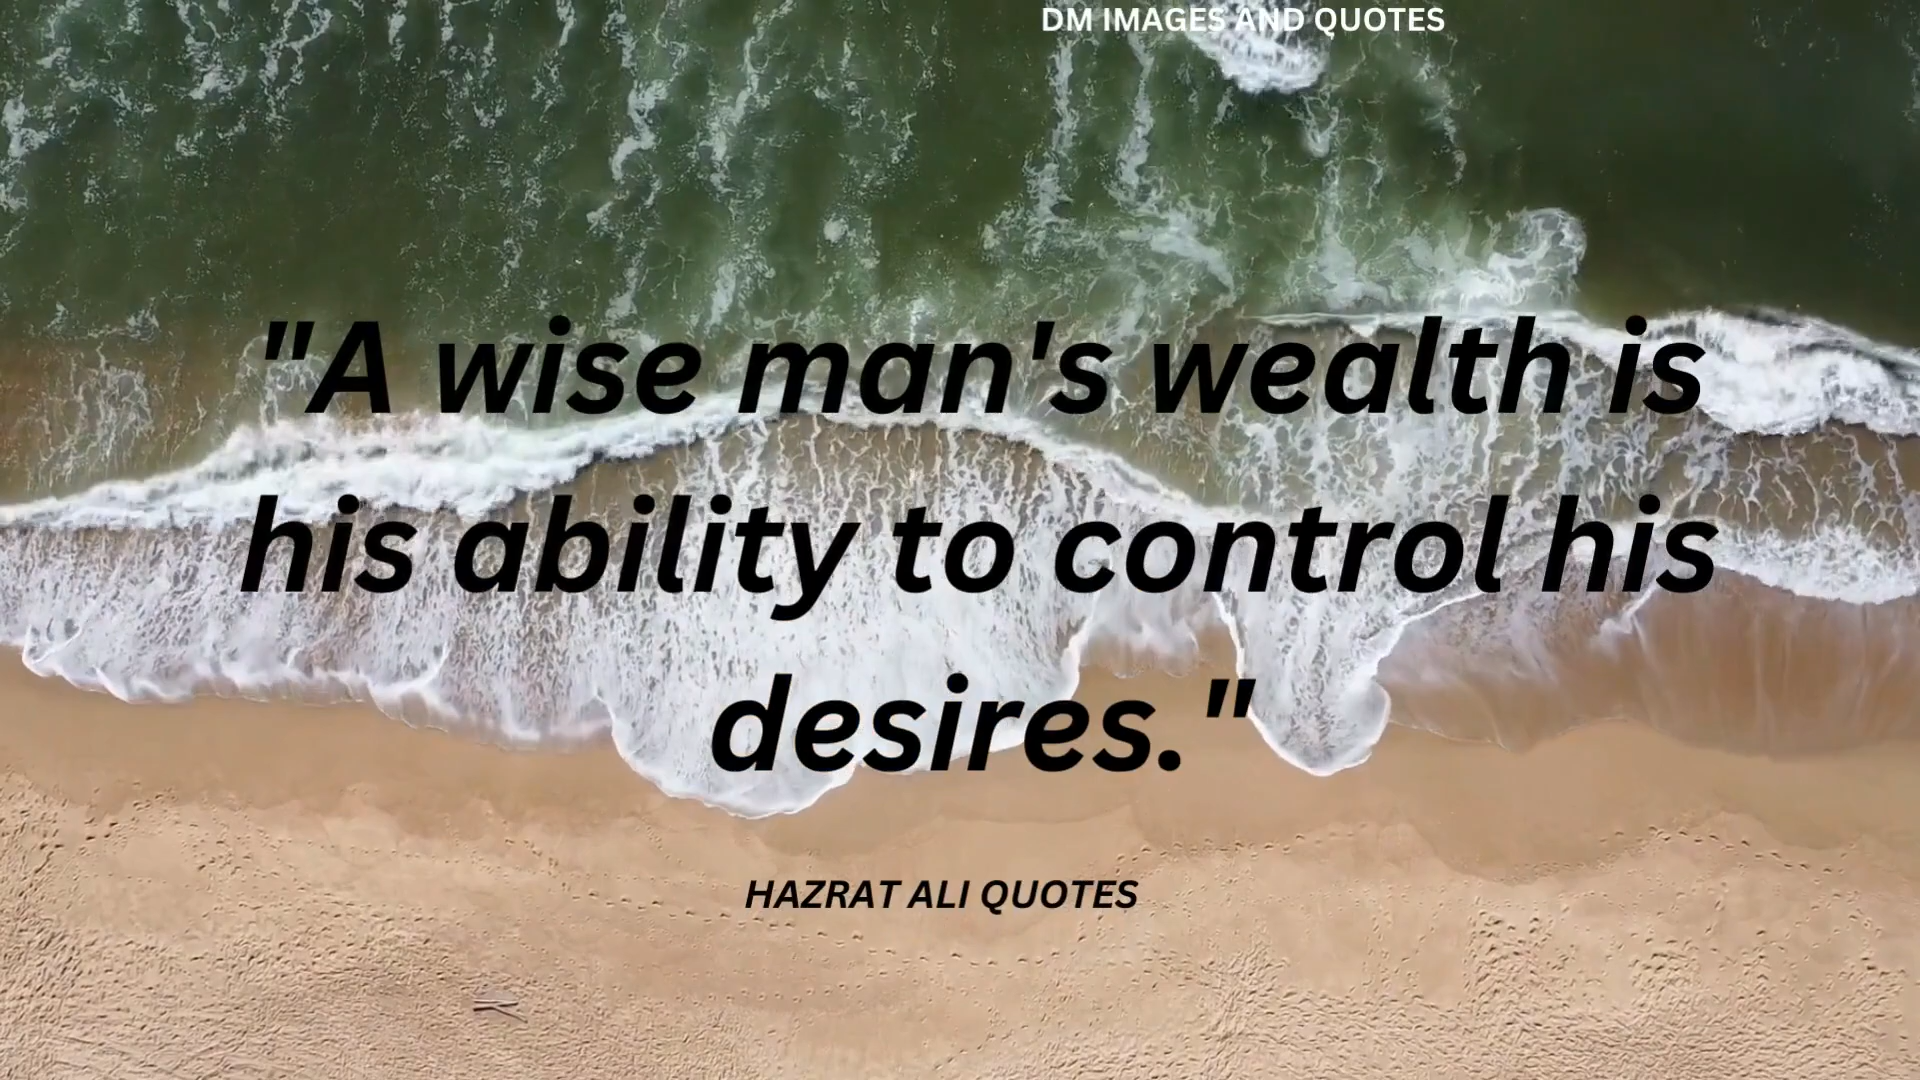 DM IMAGES AND QUOTES
"A wise man's wealth is
his ability to control his
desires."
HAZRAT ALI QUOTES